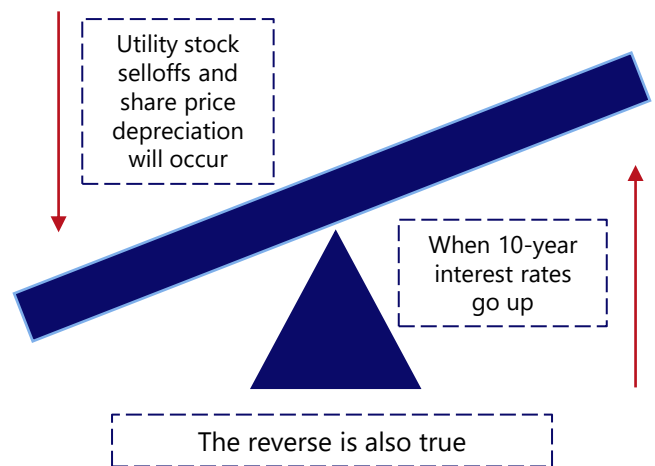 Utility stock
selloffs and
share price
depreciation
will occur
When 10-year
interest rates
go up
The reverse is also true